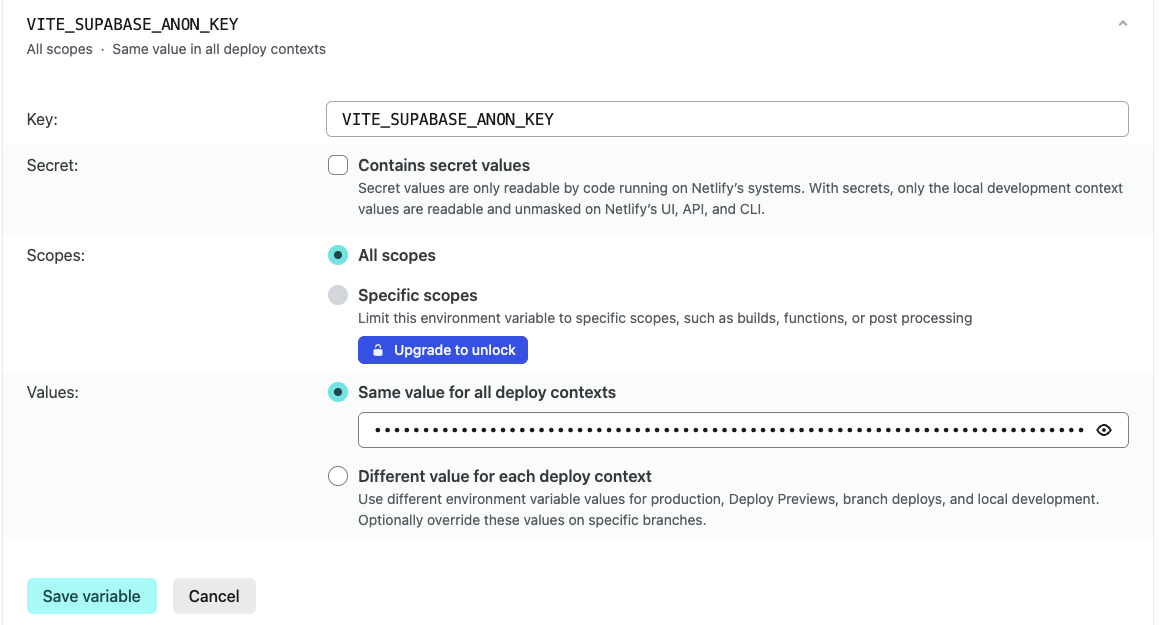 VITE_SUPABASE_ANON_KEY
All scopes · Same value in all deploy contexts
Key:
VITE_SUPABASE_ANON_KEY
Secret:
Contains secret values
Secret values are only readable by code running on Netlify’s systems. With secrets, only the local development context
values are readable and unmasked on Netlify’s UI, API, and CLI.
Scopes:
All scopes
Specific scopes
Limit this environment variable to specific scopes, such as builds, functions, or post processing
Upgrade to unlock
Values:
Same value for all deploy contexts
Different value for each deploy context
Use different environment variable values for production, Deploy Previews, branch deploys, and local development.
Optionally override these values on specific branches.
Save variable
Cancel